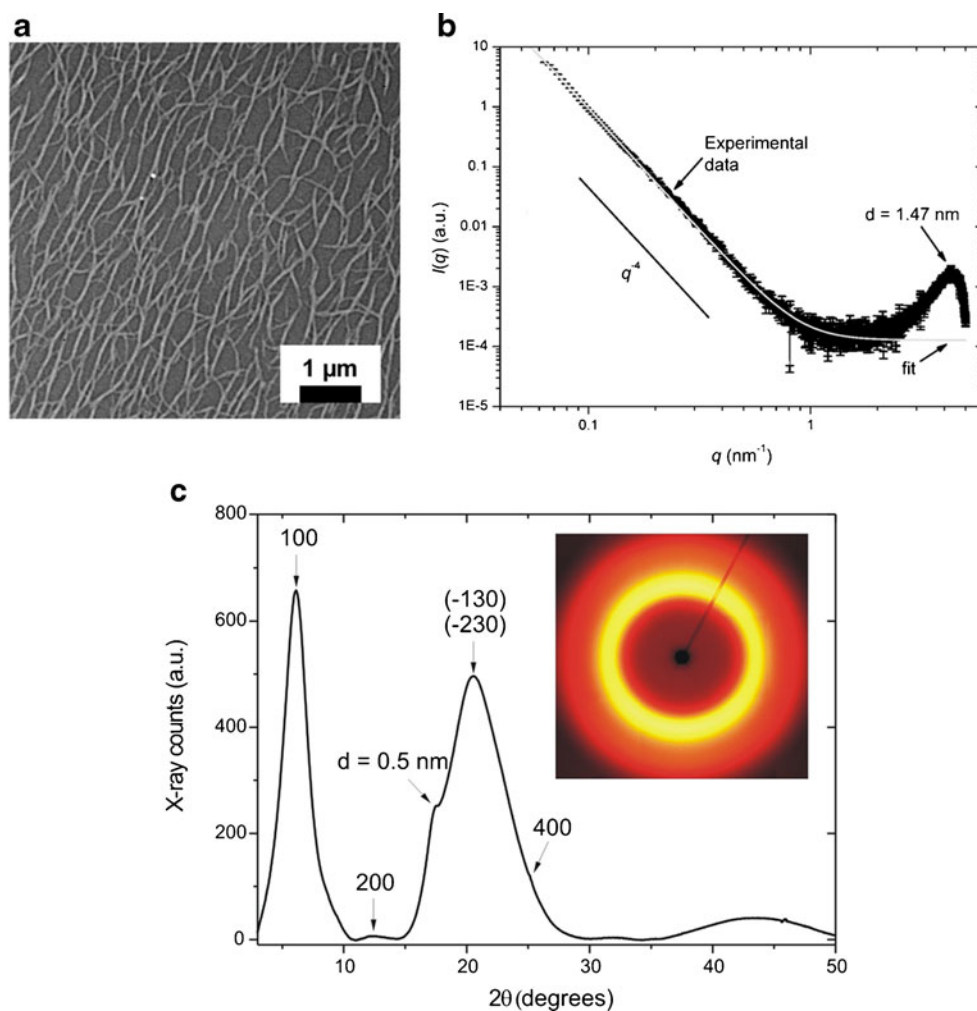 a
1 µm
b
10
1
0.1
0.01
1E-3
1E-4
1E-5
I(q) (a.u.)
Experimental
data
q⁻⁴
d = 1.47 nm
fit
0.1
1
q (nm⁻¹)
c
800
600
400
200
0
X-ray counts (a.u.)
100
200
d = 0.5 nm
(-130)
(-230)
400
10
20
30
40
50
2θ (degrees)